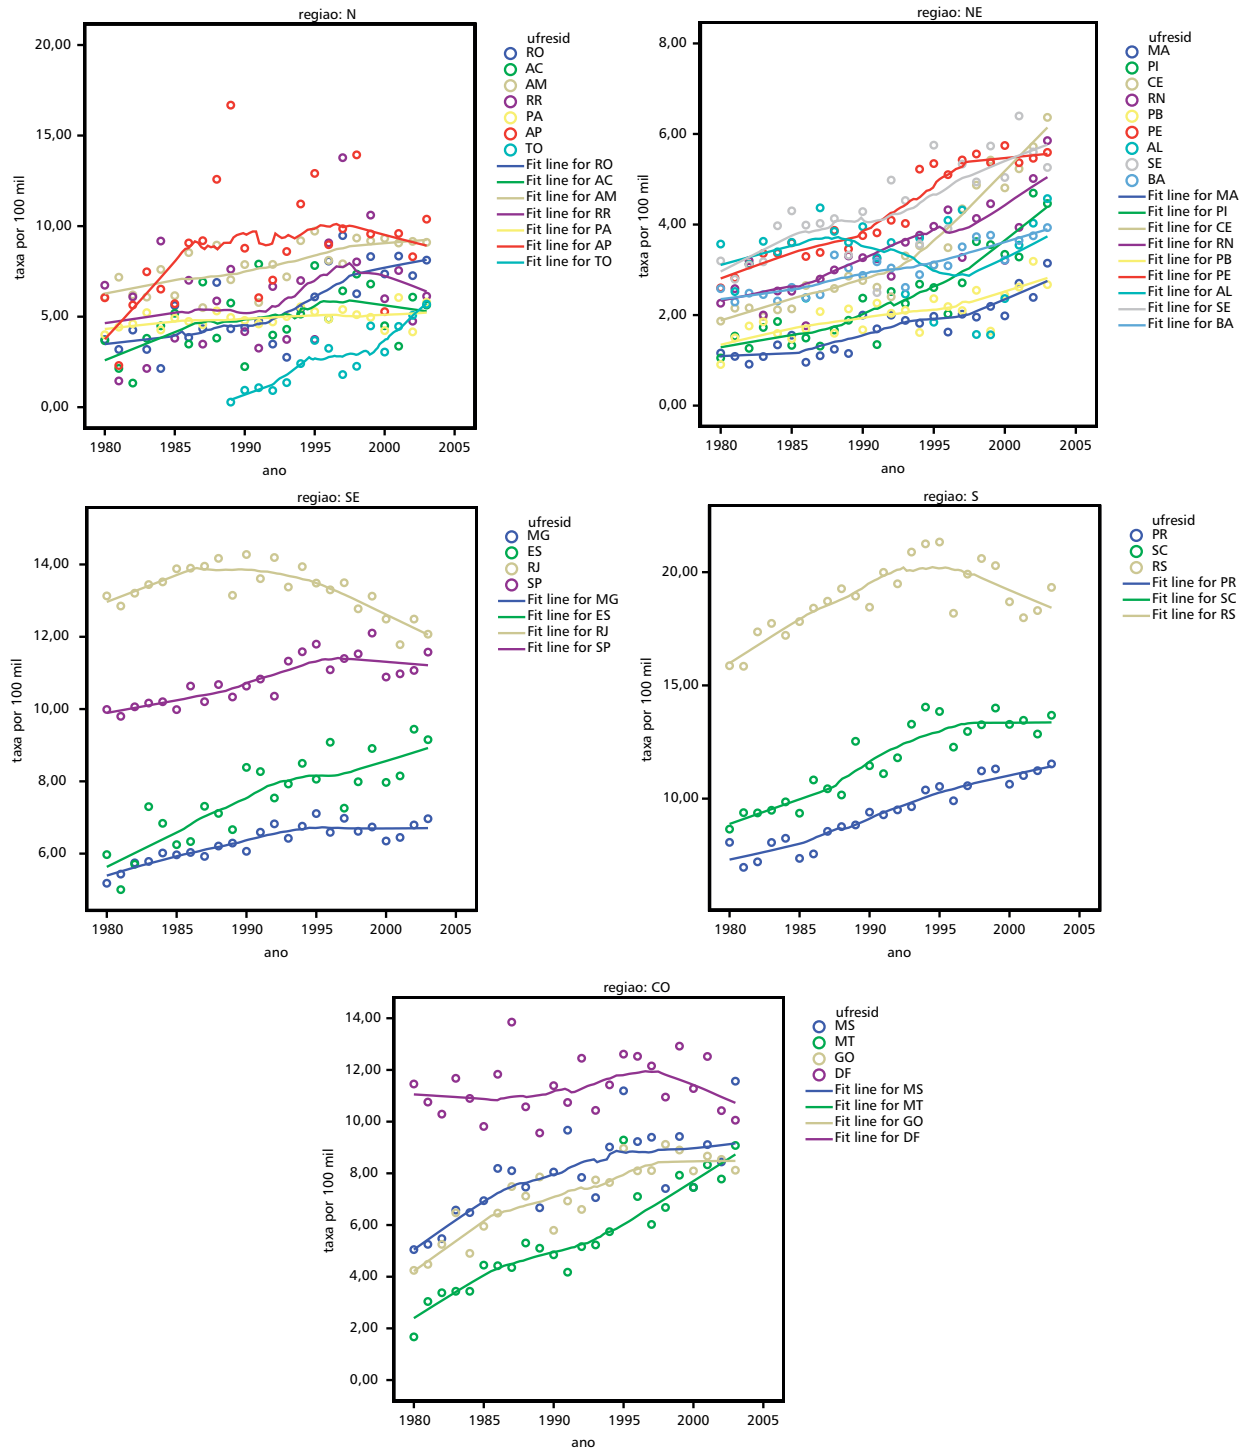 regiao: N
20,00
15,00
10,00
5,00
0,00
taxa por 100 mil
1980 1985 1990 1995 2000 2005
ano
ufresid
RO
AC
AM
RR
PA
AP
TO
Fit line for RO
Fit line for AC
Fit line for AM
Fit line for RR
Fit line for PA
Fit line for AP
Fit line for TO
regiao: NE
8,00
6,00
4,00
2,00
0,00
taxa por 100 mil
1980 1985 1990 1995 2000 2005
ano
ufresid
MA
PI
CE
RN
PB
PE
AL
SE
BA
Fit line for MA
Fit line for PI
Fit line for CE
Fit line for RN
Fit line for PB
Fit line for PE
Fit line for AL
Fit line for SE
Fit line for BA
regiao: SE
14,00
12,00
10,00
8,00
6,00
taxa por 100 mil
1980 1985 1990 1995 2000 2005
ano
ufresid
MG
ES
RJ
SP
Fit line for MG
Fit line for ES
Fit line for RJ
Fit line for SP
regiao: S
20,00
15,00
10,00
taxa por 100 mil
1980 1985 1990 1995 2000 2005
ano
ufresid
PR
SC
RS
Fit line for PR
Fit line for SC
Fit line for RS
regiao: CO
14,00
12,00
10,00
8,00
6,00
4,00
2,00
0,00
taxa por 100 mil
1980 1985 1990 1995 2000 2005
ano
ufresid
MS
MT
GO
DF
Fit line for MS
Fit line for MT
Fit line for GO
Fit line for DF